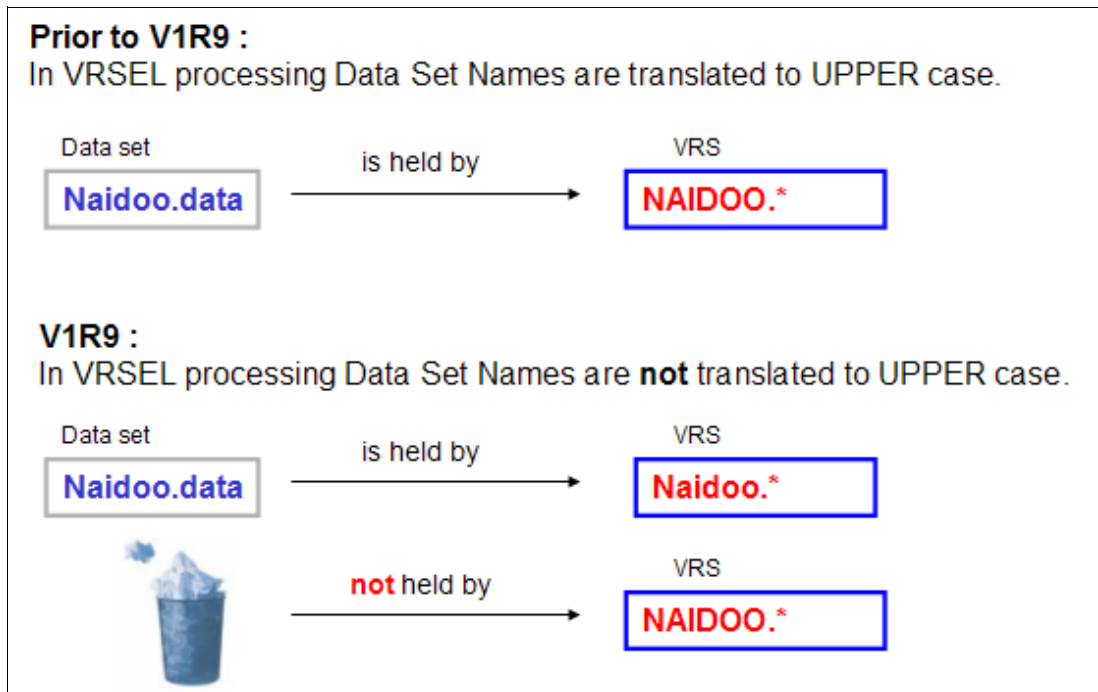 Prior to V1R9 :
In VRSEL processing Data Set Names are translated to UPPER case.
Data set
is held by
VRS
Naidoo.data
NAIDOO.*
V1R9 :
In VRSEL processing Data Set Names are not translated to UPPER case.
Data set
is held by
VRS
Naidoo.data
Naidoo.*
not held by
VRS
NAIDOO.*